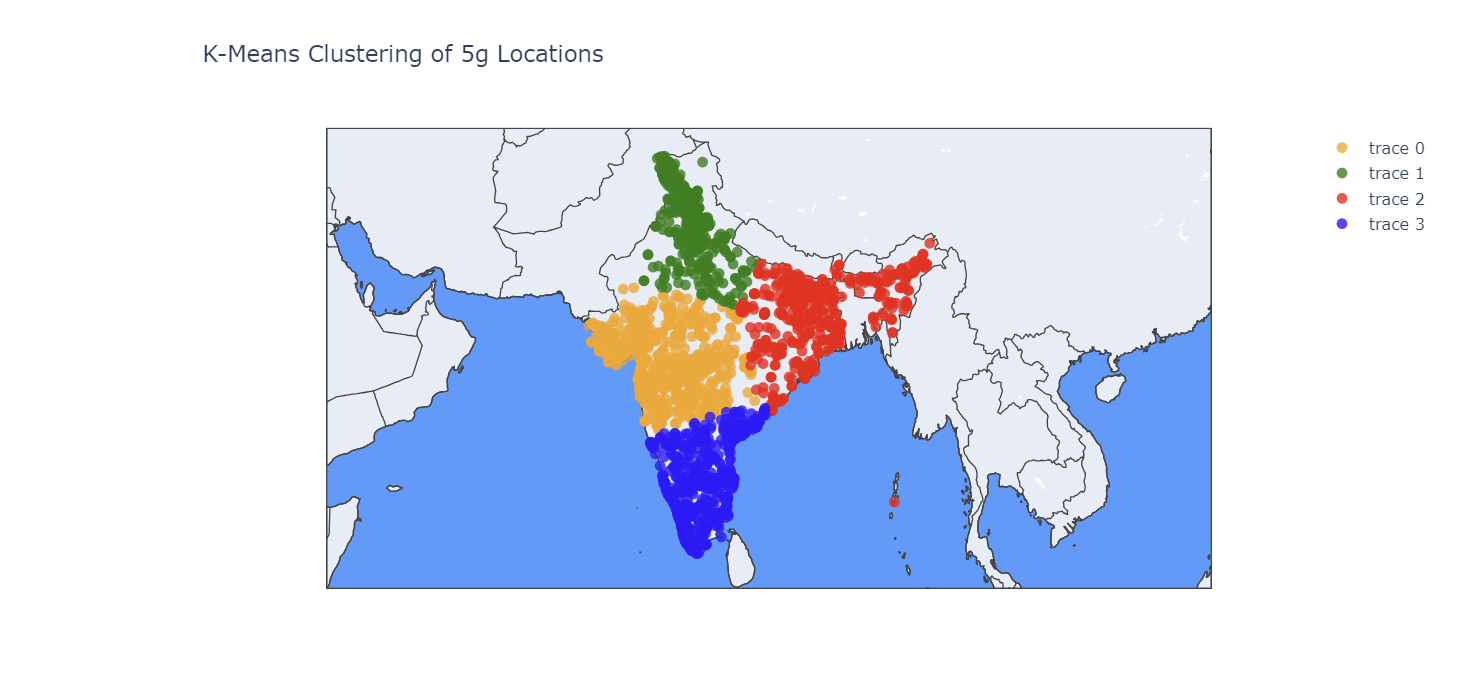 K-Means Clustering of 5g Locations
trace 0
trace 1
trace 2
trace 3